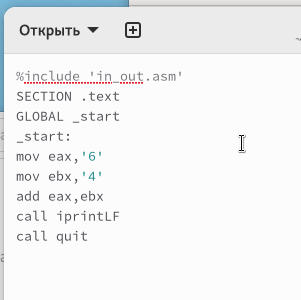 Открыть
%include 'in_out.asm'
SECTION .text
GLOBAL _start
_start:
mov eax,'6'
mov ebx,'4'
add eax,ebx
call iprintLF
call quit